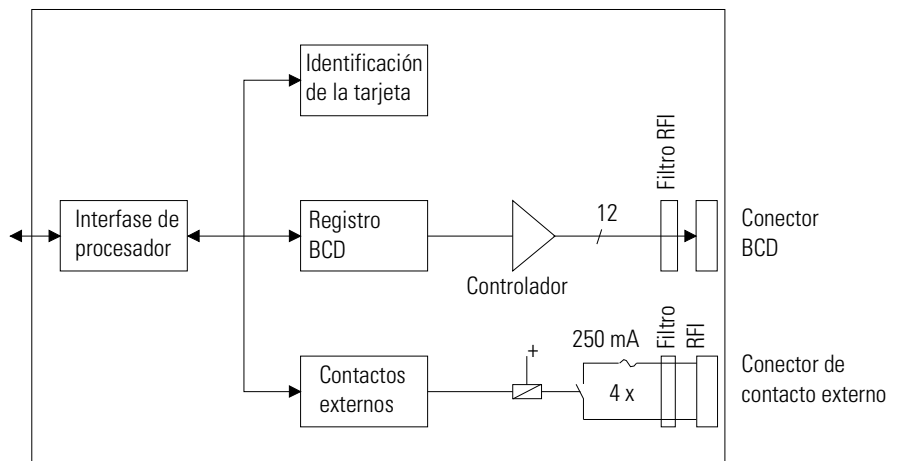 Identificación
de la tarjeta
Filtro RFI
Interfase de
procesador
Registro
BCD
12
Controlador
Conector
BCD
250 mA
Filtro
RFI
+
4 x
Contactos
externos
Conector de
contacto externo